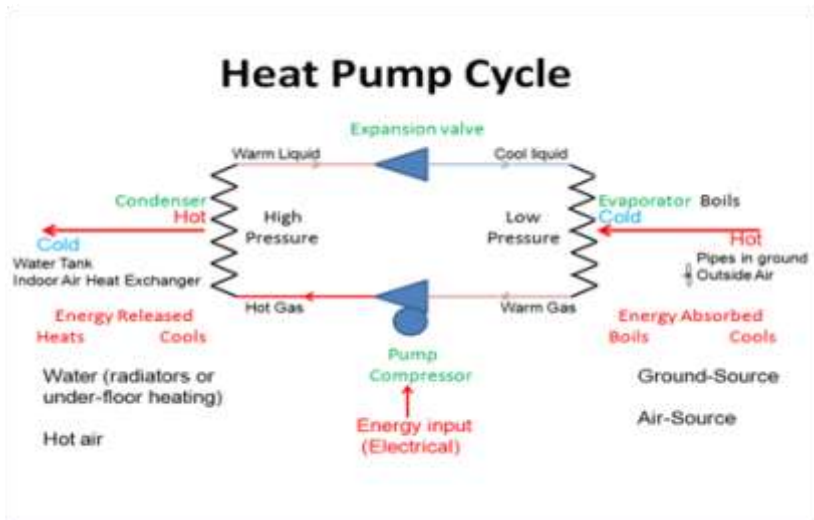 Heat Pump Cycle
Expansion valve
Warm Liquid
Cool liquid
Condenser
Hot
Cold
Water Tank
Indoor Air Heat Exchanger
High
Pressure
Low
Pressure
Evaporator Boils
Cold
Hot
Pipes in ground
Outside Air
Hot Gas
Warm Gas
Energy Released
Heats Cools
Water (radiators or
under-floor heating)
Hot air
Pump
Compressor
Energy input
(Electrical)
Energy Absorbed
Boils Cools
Ground-Source
Air-Source